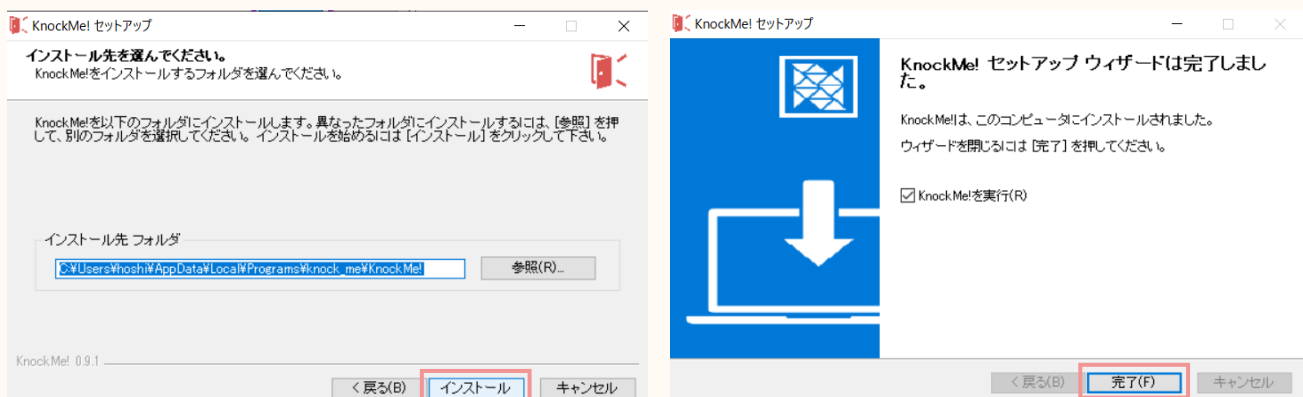 KnockMe! セットアップ
インストール先を選んでください。
KnockMe!をインストールするフォルダを選んでください。
KnockMe!を以下のフォルダにインストールします。異なったフォルダにインストールするには、[参照] を押
して、別のフォルダを選択してください。 インストールを始めるには [インストール] をクリックして下さい。
インストール先 フォルダ
C:¥Users¥hoshi¥AppData¥Local¥Programs¥knock_me¥KnockMe!
参照(R)...
KnockMe! 0.9.1
< 戻る(B)
インストール
キャンセル
KnockMe! セットアップ
KnockMe! セットアップ ウィザードは完了しまし
た。
KnockMe!は、このコンピュータにインストールされました。
ウィザードを閉じるには [完了] を押してください。
KnockMe!を実行(R)
< 戻る(B)
完了(F)
キャンセル